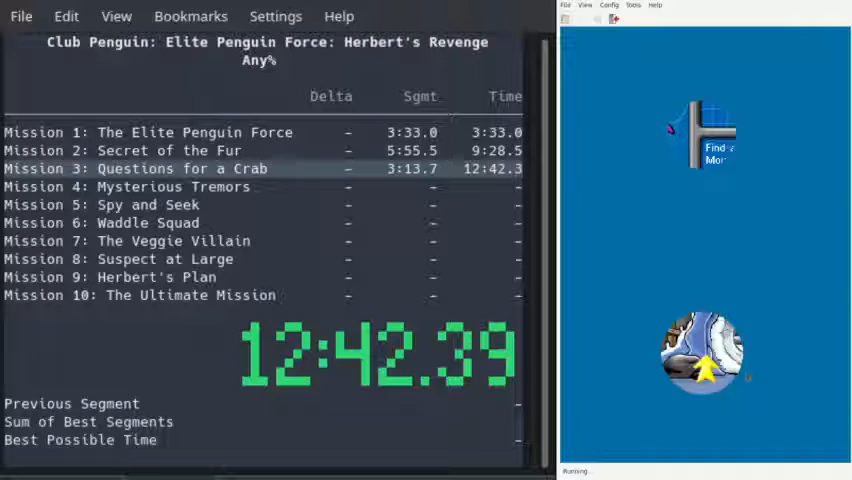 File Edit View Bookmarks Settings Help
Club Penguin: Elite Penguin Force: Herbert's Revenge
Any%
Delta Sgmt Time
Mission 1: The Elite Penguin Force – 3:33.0 3:33.0
Mission 2: Secret of the Fur – 5:55.5 9:28.5
Mission 3: Questions for a Crab – 3:13.7 12:42.3
Mission 4: Mysterious Tremors – – –
Mission 5: Spy and Seek – – –
Mission 6: Waddle Squad – – –
Mission 7: The Veggie Villain – – –
Mission 8: Suspect at Large – – –
Mission 9: Herbert's Plan – – –
Mission 10: The Ultimate Mission – – –
12:42.39
Previous Segment –
Sum of Best Segments
Best Possible Time –
File View Config Tools Help
Find
Running...